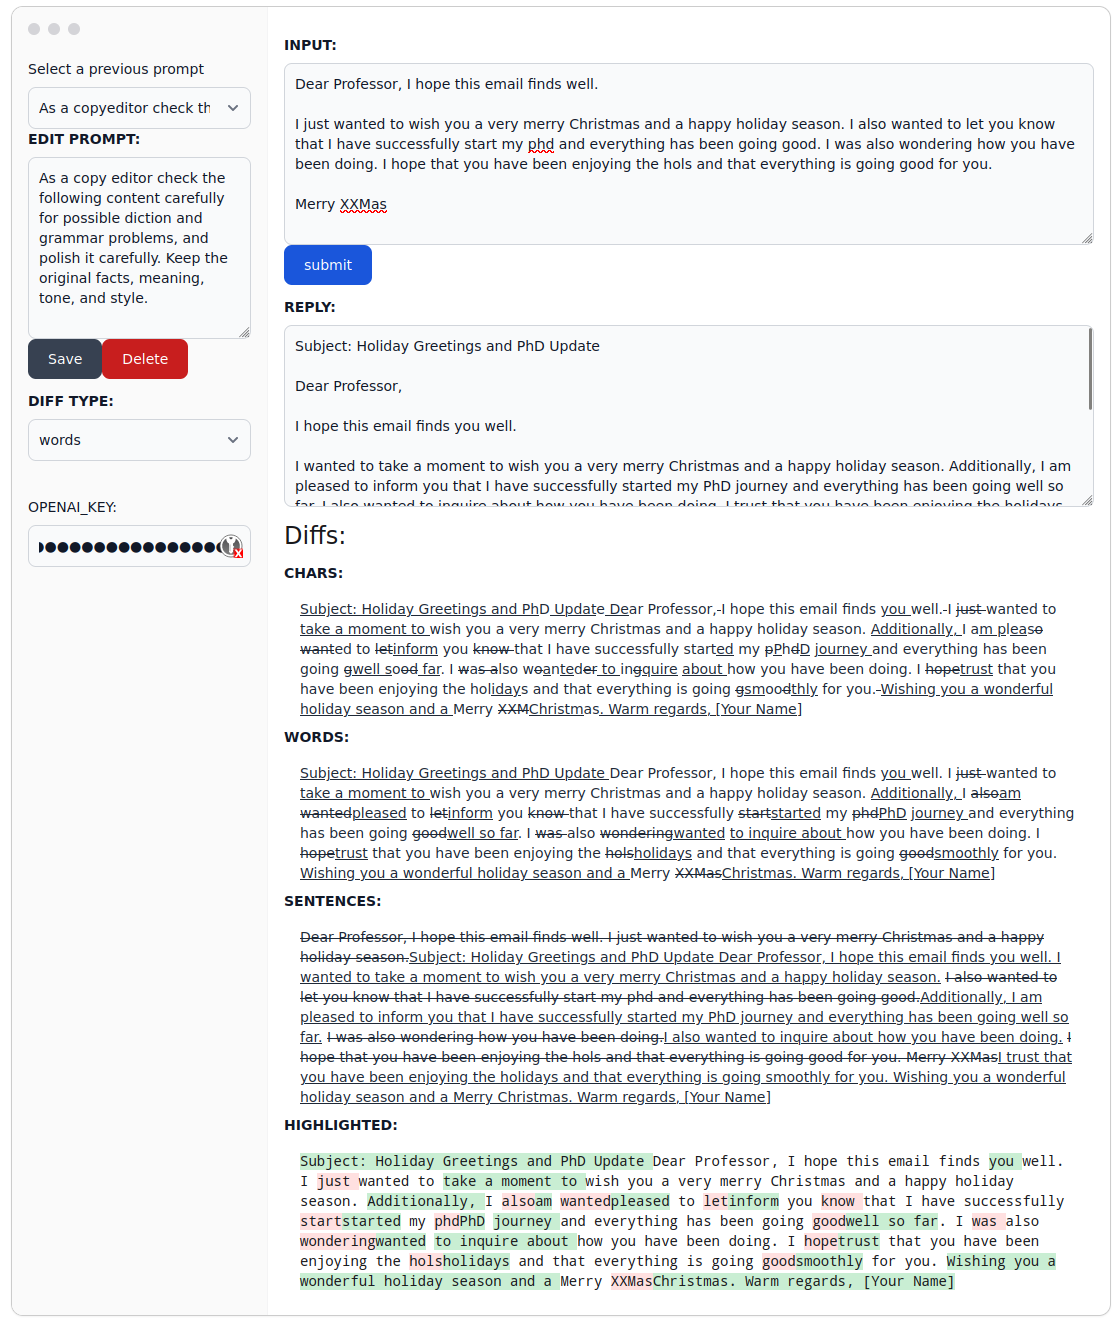 Select a previous prompt
As a copyeditor check th
EDIT PROMPT:
As a copy editor check the
following content carefully
for possible diction and
grammar problems, and
polish it carefully. Keep the
original facts, meaning,
tone, and style.
Save Delete
DIFF TYPE:
words
OPENAI_KEY:
INPUT:
Dear Professor, I hope this email finds well.
I just wanted to wish you a very merry Christmas and a happy holiday season. I also wanted to let you know
that I have successfully start my phd and everything has been going good. I was also wondering how you have
been doing. I hope that you have been enjoying the hols and that everything is going good for you.
Merry XXMas
submit
REPLY:
Subject: Holiday Greetings and PhD Update
Dear Professor,
I hope this email finds you well.
I wanted to take a moment to wish you a very merry Christmas and a happy holiday season. Additionally, I am
pleased to inform you that I have successfully started my PhD journey and everything has been going well so
far. I also wanted to inquire about how you have been doing. I trust that you have been enjoying the holidays
Diffs:
CHARS:
Subject: Holiday Greetings and PhD Update Dear Professor, I hope this email finds you well. I just wanted to
take a moment to wish you a very merry Christmas and a happy holiday season. Additionally, I am pleaso
wanted to letinform you know that I have successfully started my pPhdD journey and everything has been
going gwell sood far. I was also woantederer to ingquire about how you have been doing. I hopetrust that you
have been enjoying the holidays and that everything is going gsmoodthly for you. Wishing you a wonderful
holiday season and a Merry XXMChristmas. Warm regards, [Your Name]
WORDS:
Subject: Holiday Greetings and PhD Update Dear Professor, I hope this email finds you well. I just wanted to
take a moment to wish you a very merry Christmas and a happy holiday season. Additionally, I alsoam
wantedpleased to letinform you know that I have successfully startstarted my phdPhD journey and everything
has been going goodwell so far. I was also wonderingwanted to inquire about how you have been doing. I
hopetrust that you have been enjoying the holsholidays and that everything is going goodsmoothly for you.
Wishing you a wonderful holiday season and a Merry XXMasChristmas. Warm regards, [Your Name]
SENTENCES:
Dear Professor, I hope this email finds well. I just wanted to wish you a very merry Christmas and a happy
holiday season.Subject: Holiday Greetings and PhD Update Dear Professor, I hope this email finds you well. I
wanted to take a moment to wish you a very merry Christmas and a happy holiday season. I also wanted to
let you know that I have successfully start my phd and everything has been going good.Additionally, I am
pleased to inform you that I have successfully started my PhD journey and everything has been going well so
far. I was also wondering how you have been doing.I also wanted to inquire about how you have been doing. I
hope that you have been enjoying the hols and that everything is going good for you. Merry XXMasI trust that
you have been enjoying the holidays and that everything is going smoothly for you. Wishing you a wonderful
holiday season and a Merry Christmas. Warm regards, [Your Name]
HIGHLIGHTED:
Subject: Holiday Greetings and PhD Update Dear Professor, I hope this email finds you well.
I just wanted to take a moment to wish you a very merry Christmas and a happy holiday
season. Additionally, I alsoam wantedpleased to letinform you know that I have successfully
startstarted my phdPhD journey and everything has been going goodwell so far. I was also
wonderingwanted to inquire about how you have been doing. I hopetrust that you have been
enjoying the holsholidays and that everything is going goodsmoothly for you. Wishing you a
wonderful holiday season and a Merry XXMasChristmas. Warm regards, [Your Name]